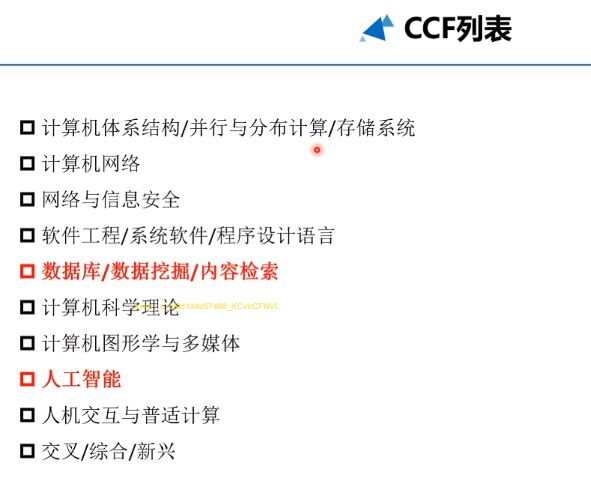 CCF列表
计算机体系结构/并行与分布计算/存储系统
计算机网络
网络与信息安全
软件工程/系统软件/程序设计语言
数据库/数据挖掘/内容检索
计算机科学理论
计算机图形学与多媒体
人工智能
人机交互与普适计算
交叉/综合/新兴